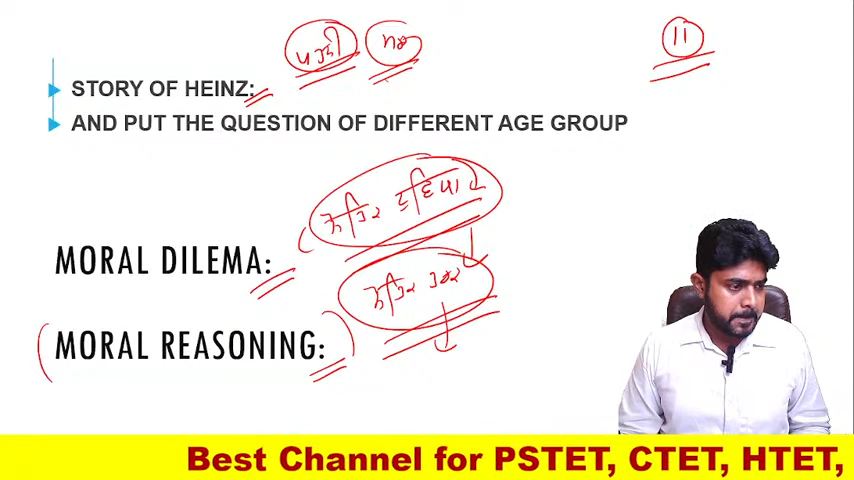 ਪਤਨੀ
11
STORY OF HEINZ:
AND PUT THE QUESTION OF DIFFERENT AGE GROUP
ਨੈਤਿਕ ਦੁਵਿਧਾ
MORAL DILEMA:
ਨੈਤਿਕ ਤਰਕ
MORAL REASONING:
Best Channel for PSTET, CTET, HTET,